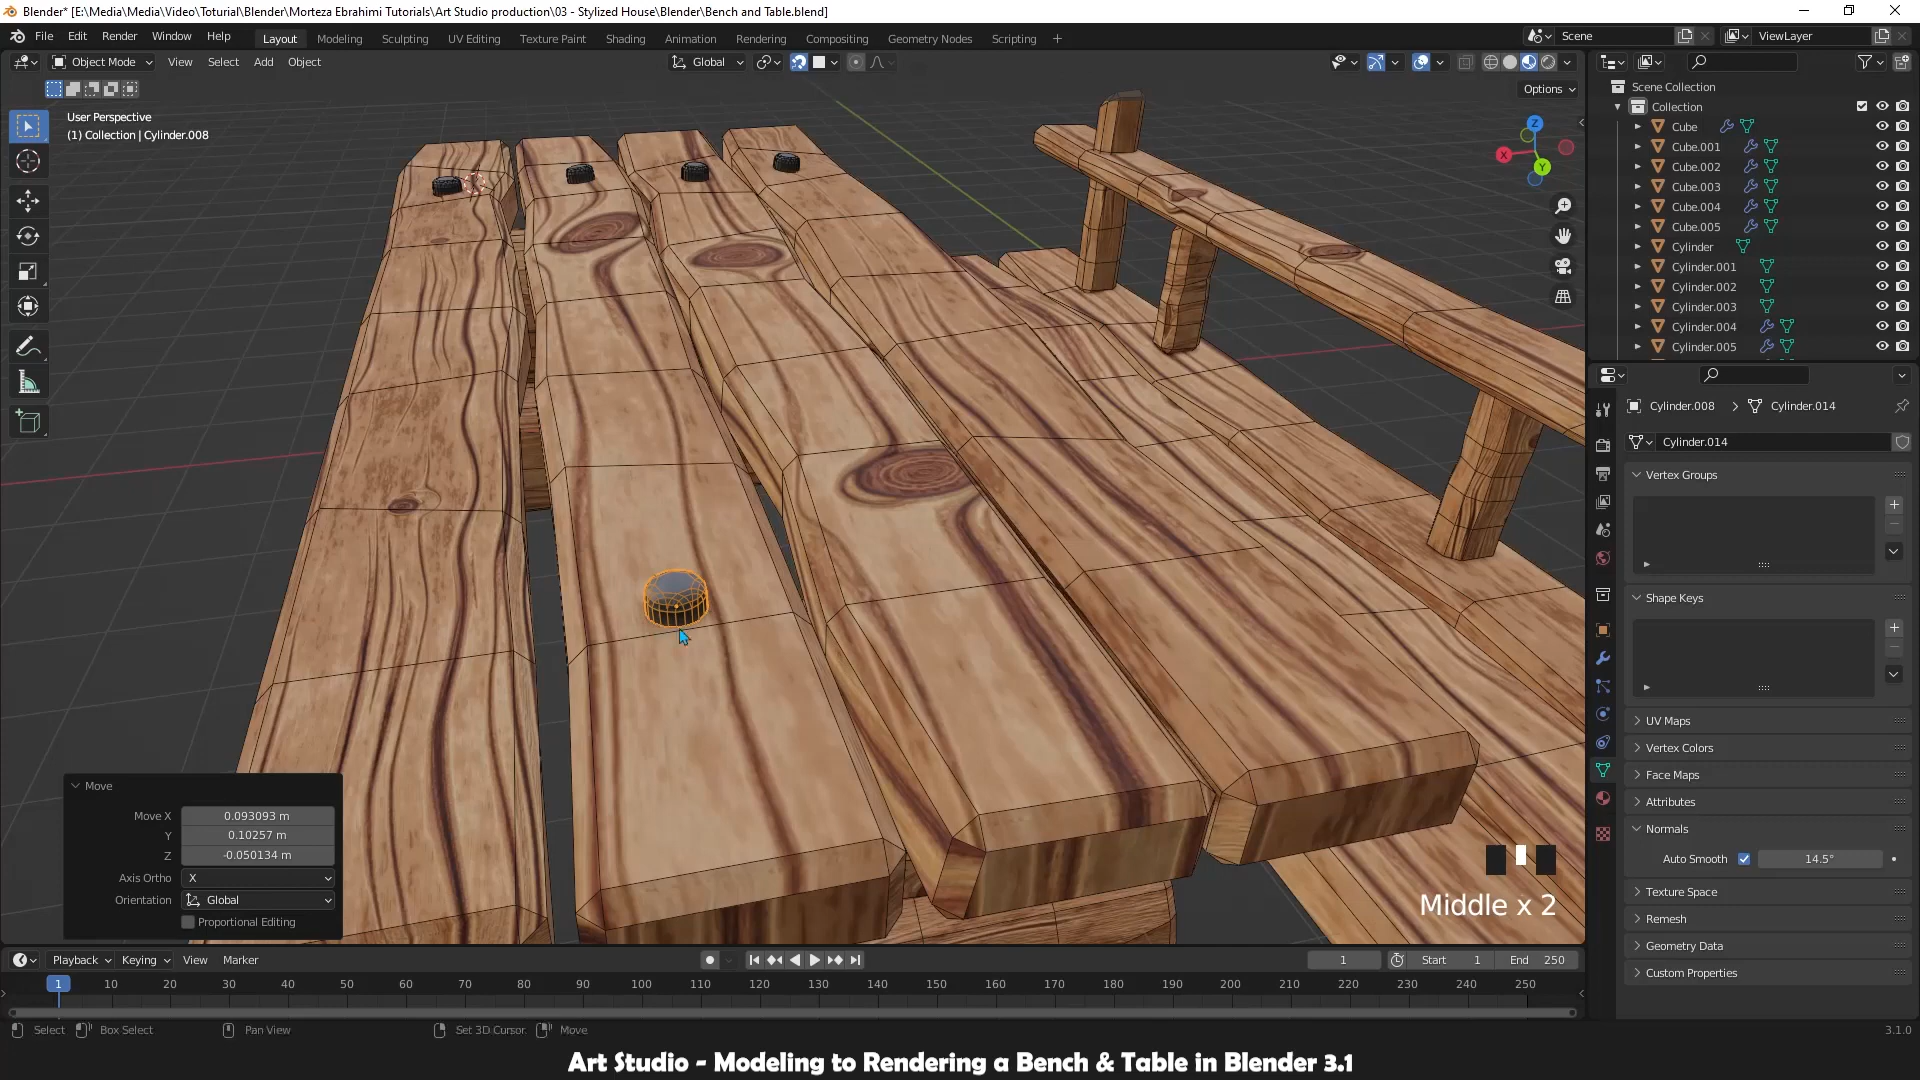 Blender* [E:\Media\Media\Video\Toturial\Blender\Morteza Ebrahimi Tutorials\Art Studio production\03 - Stylized House\Blender\Bench and Table.blend]
File Edit Render Window Help Layout Modeling Sculpting UV Editing Texture Paint Shading Animation Rendering Compositing Geometry Nodes Scripting + Scene ViewLayer
Object Mode View Select Add Object Global
Options
User Perspective
(1) Collection | Cylinder.008
Z
X
Y
Scene Collection
Collection
Cube
Cube.001
Cube.002
Cube.003
Cube.004
Cube.005
Cylinder
Cylinder.001
Cylinder.002
Cylinder.003
Cylinder.004
Cylinder.005
Cylinder.008 > Cylinder.014
Cylinder.014
Vertex Groups
Shape Keys
UV Maps
Vertex Colors
Face Maps
Attributes
Normals
Auto Smooth 14.5°
Texture Space
Remesh
Geometry Data
Custom Properties
Move
Move X 0.093093 m
Y 0.10257 m
Z -0.050134 m
Axis Ortho X
Orientation Global
Proportional Editing
Middle x 2
Playback Keying View Marker 1 Start 1 End 250
1 10 20 30 40 50 60 70 80 90 100 110 120 130 140 150 160 170 180 190 200 210 220 230 240 250
Select Box Select Pan View Set 3D Cursor Move 3.1.0
Art Studio - Modeling to Rendering a Bench & Table in Blender 3.1